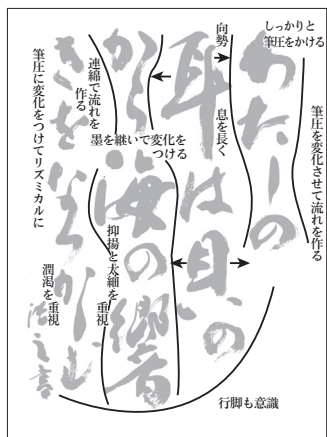 しっかりと
筆圧をかける
筆圧を変化させて流れを作る
わたしの
向勢
息を長く
耳は貝の
から海の響
連綿で流れを
作る
墨を継いで変化を
つける
抑揚を太細を
重視
きをなつかしむ
潤渇を重視
筆圧に変化をつけてリズミカルに
行脚も意識